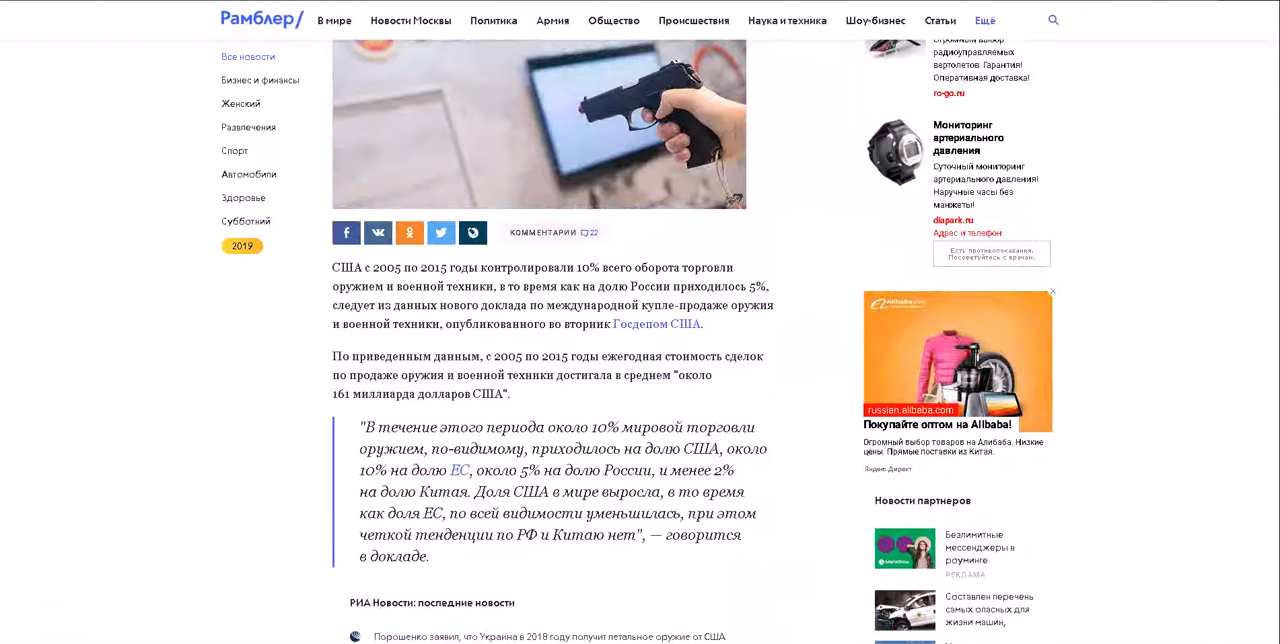 Рамблер/
В мире
Новости Москвы
Политика
Армия
Общество
Происшествия
Наука и техника
Шоу-бизнес
Статьи
Ещё
Все новости
Бизнес и финансы
Женский
Развлечения
Спорт
Автомобили
Здоровье
Субботний
2019
КОММЕНТАРИИ 22
США с 2005 по 2015 годы контролировали 10% всего оборота торговли
оружием и военной техники, в то время как на долю России приходилось 5%,
следует из данных нового доклада по международной купле-продаже оружия
и военной техники, опубликованного во вторник Госдепом США.
По приведенным данным, с 2005 по 2015 годы ежегодная стоимость сделок
по продаже оружия и военной техники достигала в среднем "около
161 миллиарда долларов США".
"В течение этого периода около 10% мировой торговли
оружием, по-видимому, приходилось на долю США, около
10% на долю ЕС, около 5% на долю России, и менее 2%
на долю Китая. Доля США в мире выросла, в то время
как доля ЕС, по всей видимости уменьшилась, при этом
четкой тенденции по РФ и Китаю нет", — говорится
в докладе.
РИА Новости: последние новости
Порошенко заявил, что Украина в 2018 году получит летальное оружие от США
Огромный выбор
радиоуправляемых
вертолетов. Гарантия!
Оперативная доставка!
rc-go.ru
Мониторинг
артериального
давления
Суточный мониторинг
артериального давления!
Наручные часы без
манжеты!
diapark.ru
Адрес и телефон
Есть противопоказания.
Посоветуйтесь с врачом.
Alibaba.com
russian.alibaba.com
Покупайте оптом на Alibaba!
Огромный выбор товаров на Алибаба. Низкие
цены. Прямые поставки из Китая.
Яндекс.Директ
Новости партнеров
МЕГАФОН
Безлимитные
мессенджеры в
роуминге
РЕКЛАМА
Составлен перечень
самых опасных для
жизни машин,